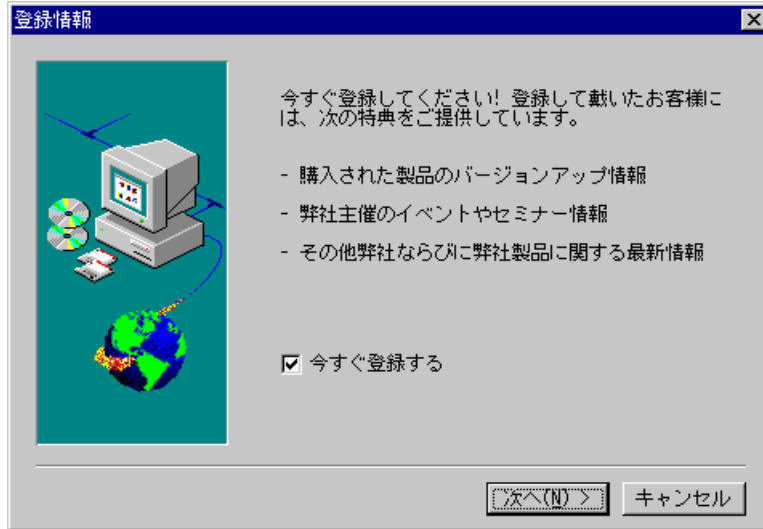 登録情報
今すぐ登録してください! 登録して戴いたお客様に
は、次の特典をご提供しています。
- 購入された製品のバージョンアップ情報
- 弊社主催のイベントやセミナー情報
- その他弊社ならびに弊社製品に関する最新情報
今すぐ登録する
次へ(N) >
キャンセル